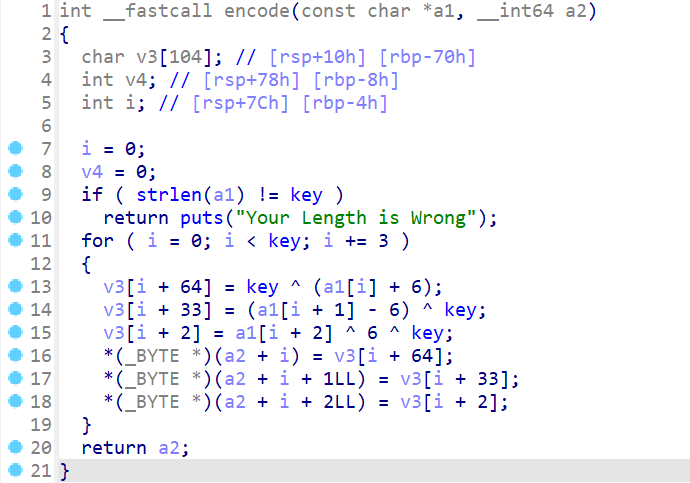 1 int __fastcall encode(const char *a1, __int64 a2)
2 {
3   char v3[104]; // [rsp+10h] [rbp-70h]
4   int v4; // [rsp+78h] [rbp-8h]
5   int i; // [rsp+7Ch] [rbp-4h]
6
7   i = 0;
8   v4 = 0;
9   if ( strlen(a1) != key )
10     return puts("Your Length is Wrong");
11   for ( i = 0; i < key; i += 3 )
12   {
13     v3[i + 64] = key ^ (a1[i] + 6);
14     v3[i + 33] = (a1[i + 1] - 6) ^ key;
15     v3[i + 2] = a1[i + 2] ^ 6 ^ key;
16     *(_BYTE *)(a2 + i) = v3[i + 64];
17     *(_BYTE *)(a2 + i + 1LL) = v3[i + 33];
18     *(_BYTE *)(a2 + i + 2LL) = v3[i + 2];
19   }
20   return a2;
21 }